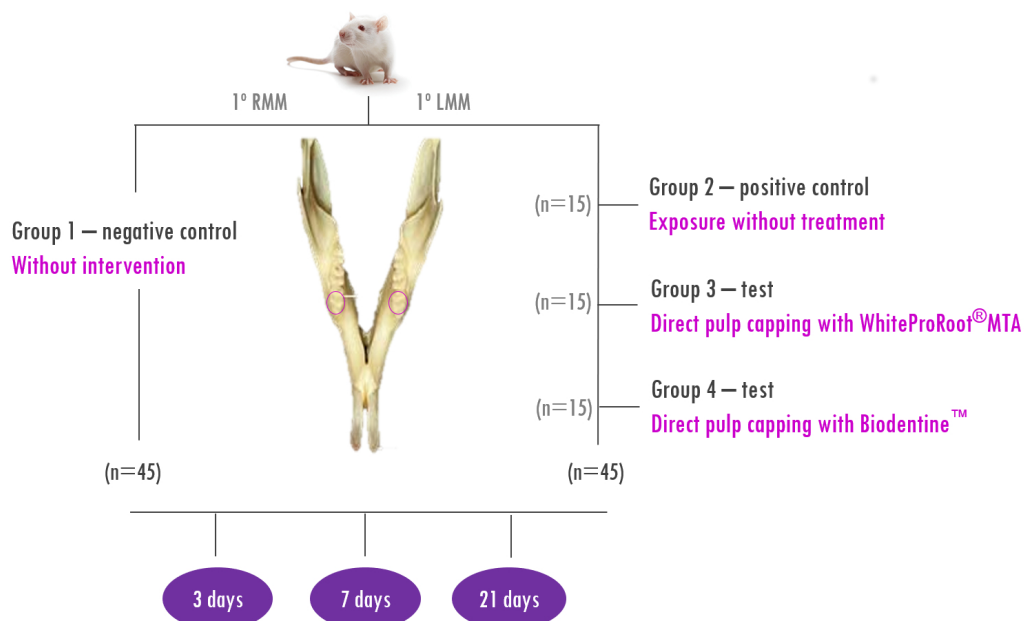 1º RMM
1º LMM
Group 1 – negative control
Without intervention
(n=45)
(n=15)
Group 2 – positive control
Exposure without treatment
(n=15)
Group 3 – test
Direct pulp capping with WhiteProRoot®MTA
(n=15)
Group 4 – test
Direct pulp capping with Biodentine™
(n=45)
3 days
7 days
21 days